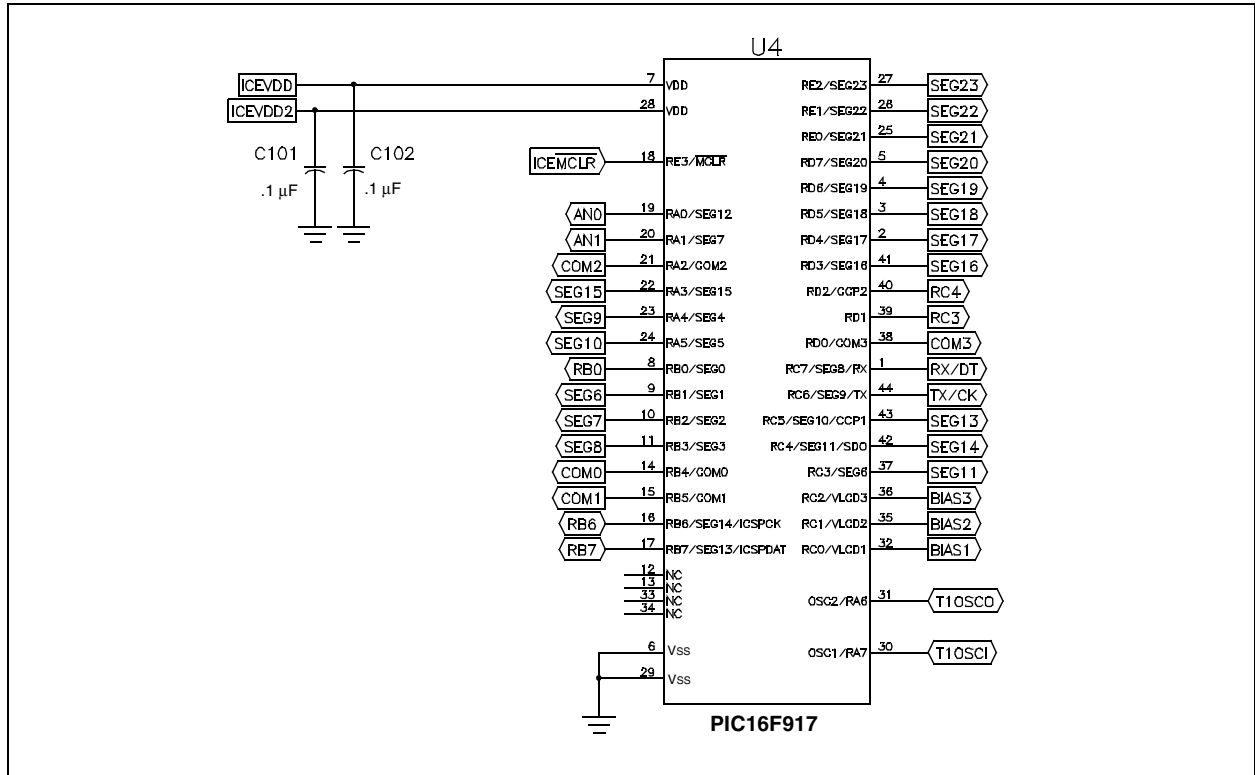 U4
ICEVDD 7 VDD RE2/SEG23 27 SEG23
ICEVDD2 28 VDD RE1/SEG22 26 SEG22
RE0/SEG21 25 SEG21
C101 C102 ICEMCLR 18 RE3/MCLR RD7/SEG20 5 SEG20
.1 µF .1 µF RD6/SEG19 4 SEG19
AN0 19 RA0/SEG12 RD5/SEG18 3 SEG18
AN1 20 RA1/SEG7 RD4/SEG17 2 SEG17
COM2 21 RA2/COM2 RD3/SEG16 41 SEG16
SEG15 22 RA3/SEG15 RD2/CCP2 40 RC4
SEG9 23 RA4/SEG4 RD1 39 RC3
SEG10 24 RA5/SEG5 RD0/COM3 38 COM3
RB0 8 RB0/SEG0 RC7/SEG8/RX 1 RX/DT
SEG6 9 RB1/SEG1 RC6/SEG9/TX 44 TX/CK
SEG7 10 RB2/SEG2 RC5/SEG10/CCP1 43 SEG13
SEG8 11 RB3/SEG3 RC4/SEG11/SDO 42 SEG14
COM0 14 RB4/COM0 RC3/SEG6 37 SEG11
COM1 15 RB5/COM1 RC2/VLCD3 36 BIAS3
RB6 16 RB6/SEG14/ICSPCK RC1/VLCD2 35 BIAS2
RB7 17 RB7/SEG13/ICSPDAT RC0/VLCD1 32 BIAS1
12 NC
13 NC
33 NC OSC2/RA6 31 T1OSCO
34 NC
6 Vss OSC1/RA7 30 T1OSCI
29 Vss
PIC16F917